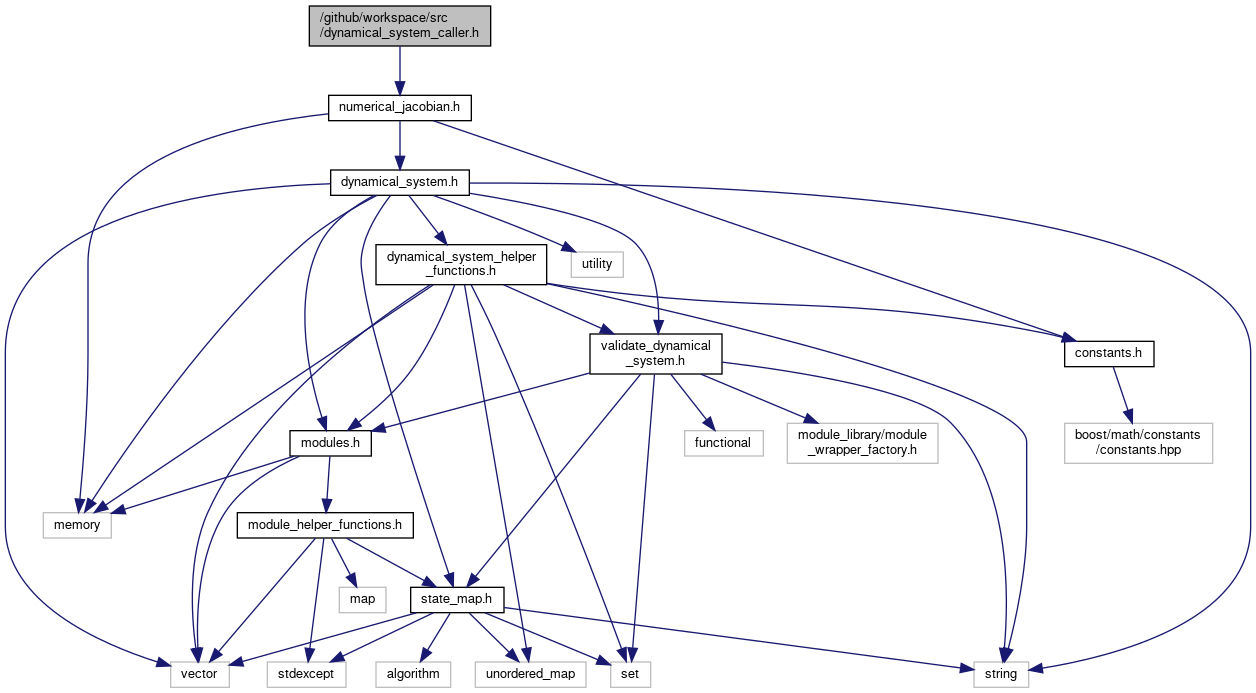 /github/workspace/src
/dynamical_system_caller.h
numerical_jacobian.h
dynamical_system.h
dynamical_system_helper
_functions.h
utility
validate_dynamical
_system.h
constants.h
modules.h
functional
module_library/module
_wrapper_factory.h
boost/math/constants
/constants.hpp
memory
module_helper_functions.h
map
state_map.h
vector
stdexcept
algorithm
unordered_map
set
string